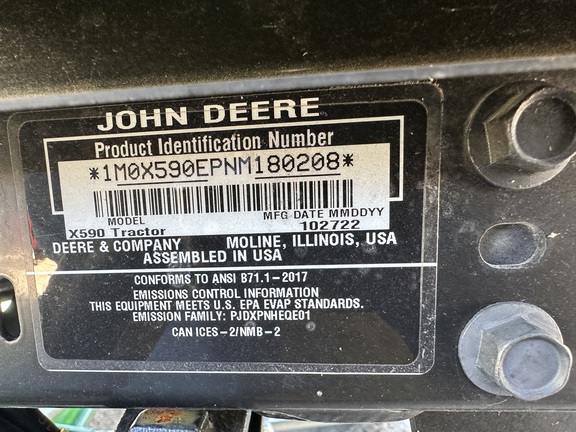 JOHN DEERE
Product Identification Number
*1M0X590EPNM180208*
MODEL MFG DATE MMDDYY
X590 Tractor 102722
DEERE & COMPANY MOLINE, ILLINOIS, USA
ASSEMBLED IN USA
CONFORMS TO ANSI B71.1-2017
EMISSIONS CONTROL INFORMATION
THIS EQUIPMENT MEETS U.S. EPA EVAP STANDARDS.
EMISSION FAMILY: PJDXPNHEQE01
CAN ICES-2/NMB-2